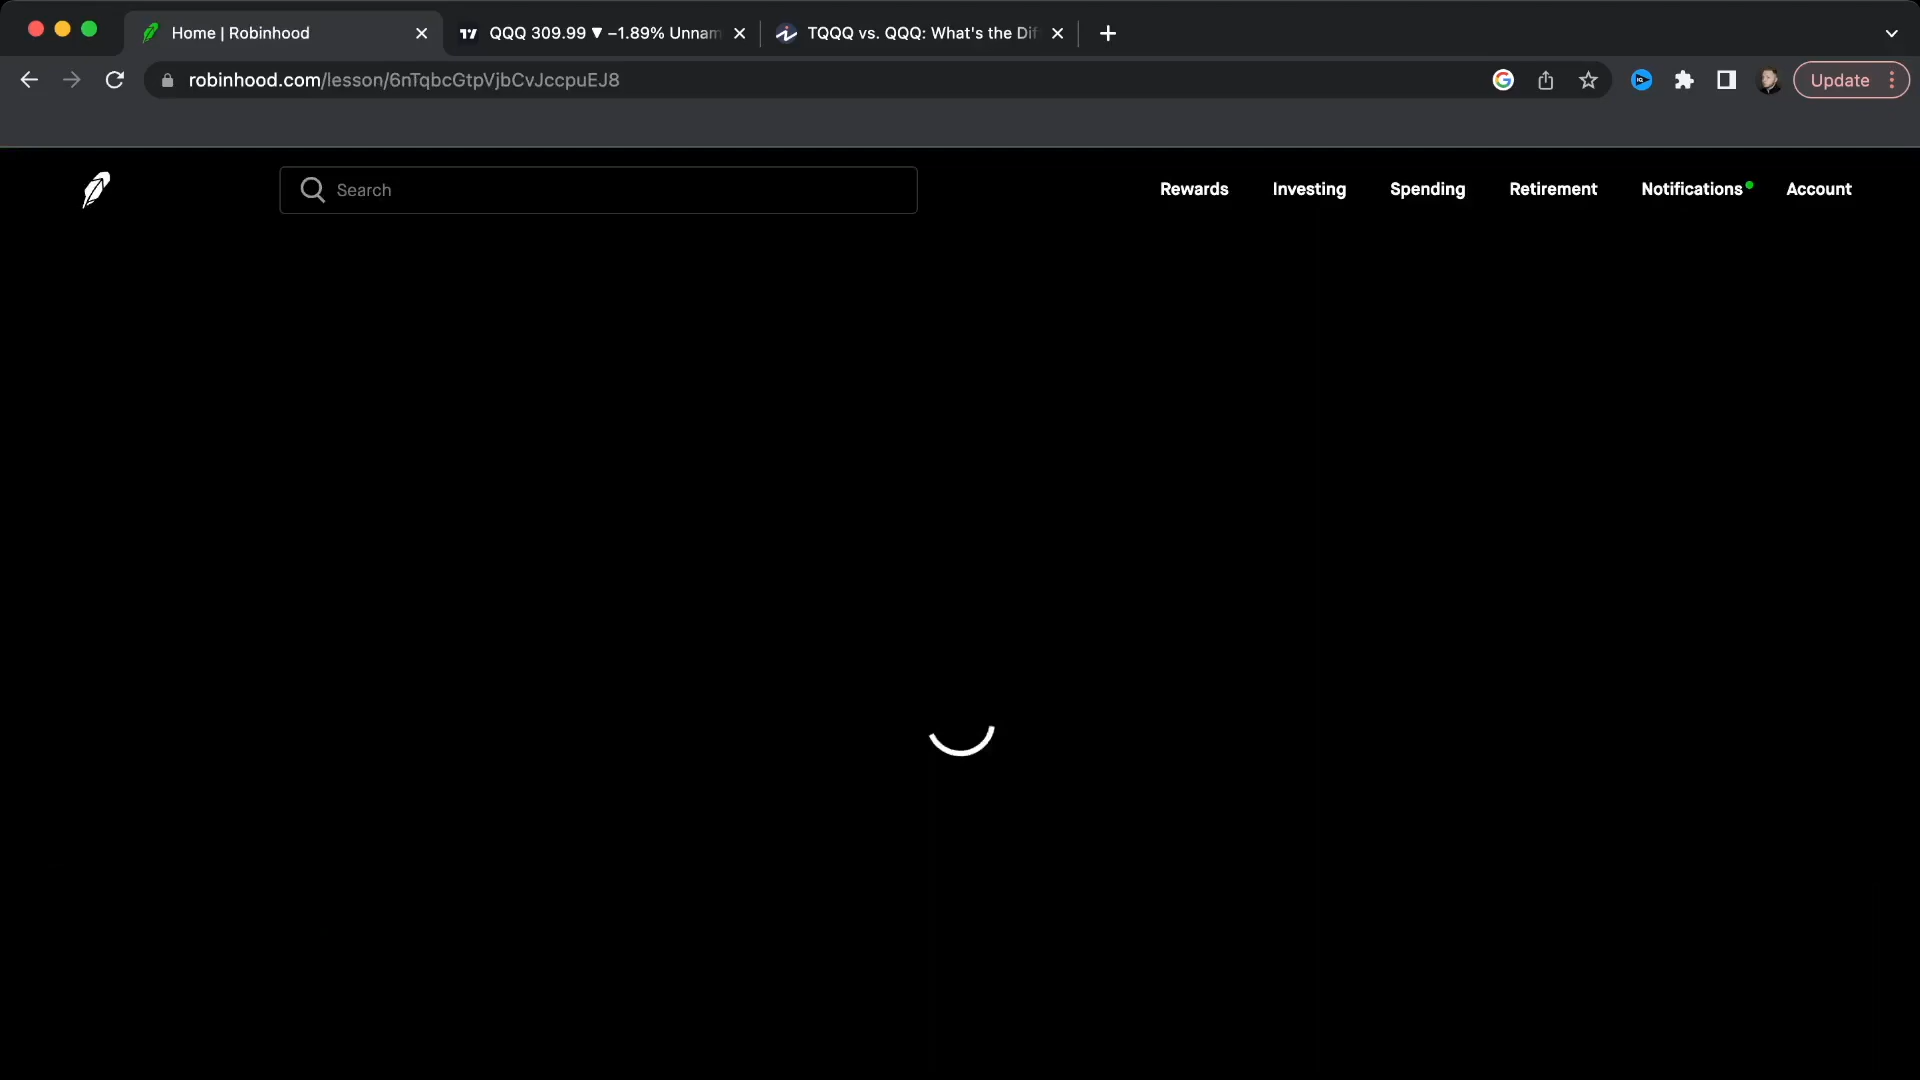 Home | Robinhood
QQQ 309.99 ▼ −1.89% Unnam
TQQQ vs. QQQ: What's the Dif
robinhood.com/lesson/6nTqbcGtpVjbCvJccpuEJ8
Update
Search
Rewards
Investing
Spending
Retirement
Notifications
Account